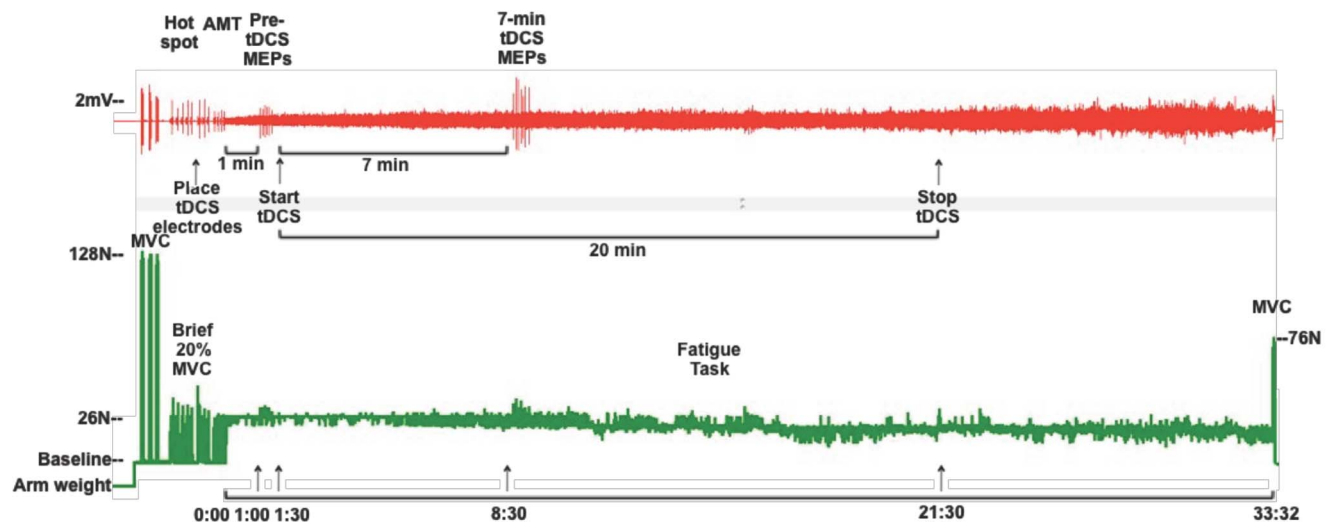 Hot
spot
AMT
Pre-
tDCS
MEPs
7-min
tDCS
MEPs
2mV--
1 min
7 min
Place
tDCS
electrodes
Start
tDCS
Stop
tDCS
20 min
MVC
128N--
Brief
20%
MVC
Fatigue
Task
MVC
--76N
26N--
Baseline--
Arm weight
0:00 1:00 1:30 8:30 21:30 33:32